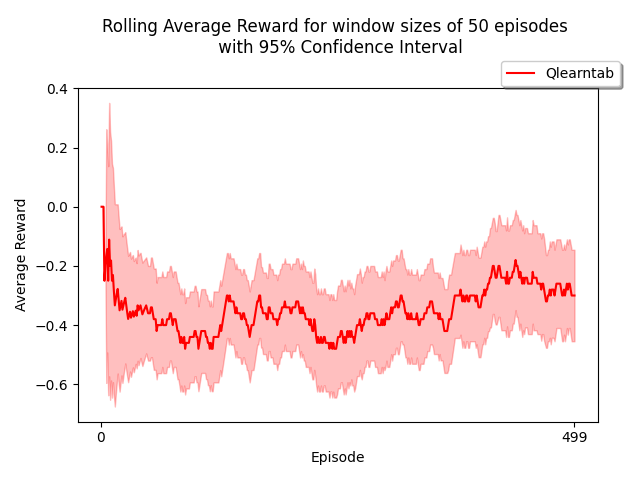 Rolling Average Reward for window sizes of 50 episodes
with 95% Confidence Interval
Qlearntab
0.4
0.2
0.0
−0.2
−0.4
−0.6
Average Reward
0
499
Episode